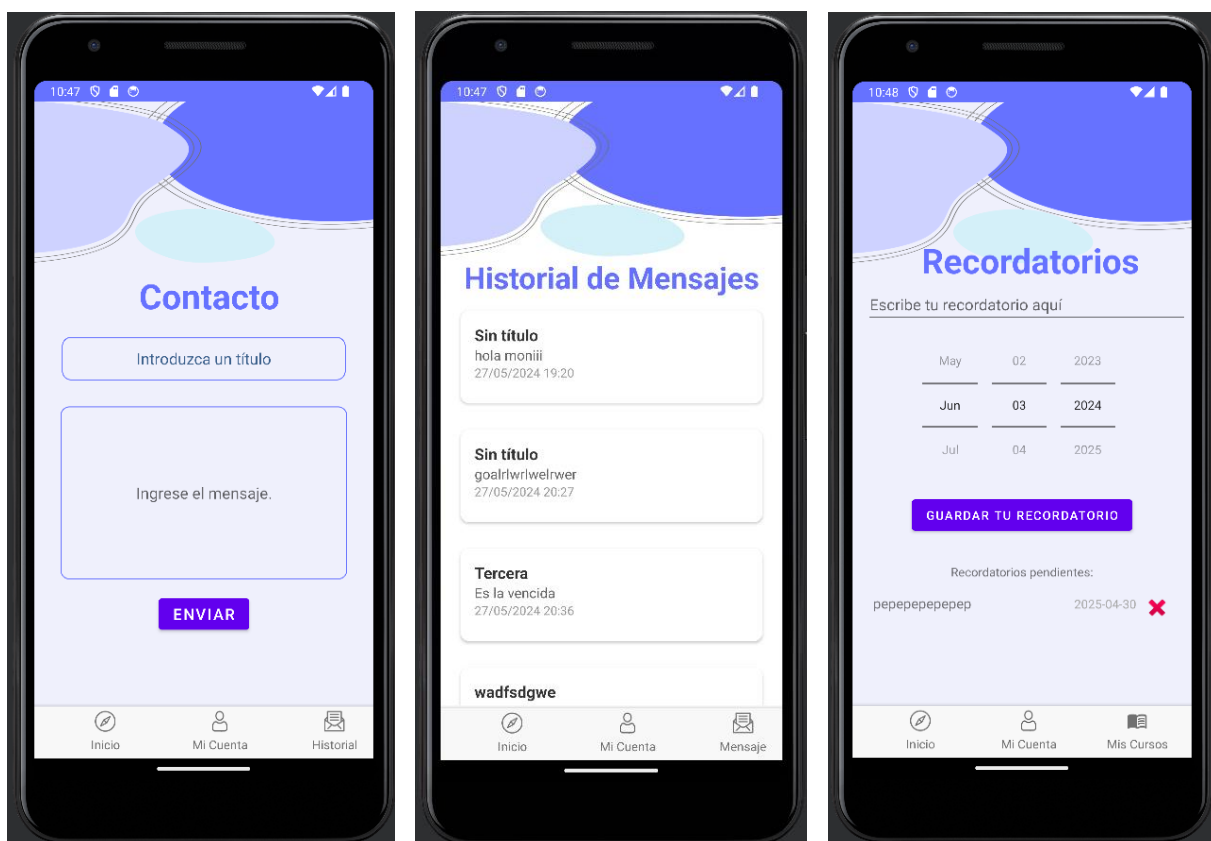 10:47
Contacto
Introduzca un título
Ingrese el mensaje.
ENVIAR
Inicio Mi Cuenta Historial
10:47
Historial de Mensajes
Sin título
hola moniii
27/05/2024 19:20
Sin título
goalrlwrlwelrwer
27/05/2024 20:27
Tercera
Es la vencida
27/05/2024 20:36
wadfsdgwe
Inicio Mi Cuenta Mensaje
10:48
Recordatorios
Escribe tu recordatorio aquí
May 02 2023
Jun 03 2024
Jul 04 2025
GUARDAR TU RECORDATORIO
Recordatorios pendientes:
pepepepepepep 2025-04-30
Inicio Mi Cuenta Mis Cursos